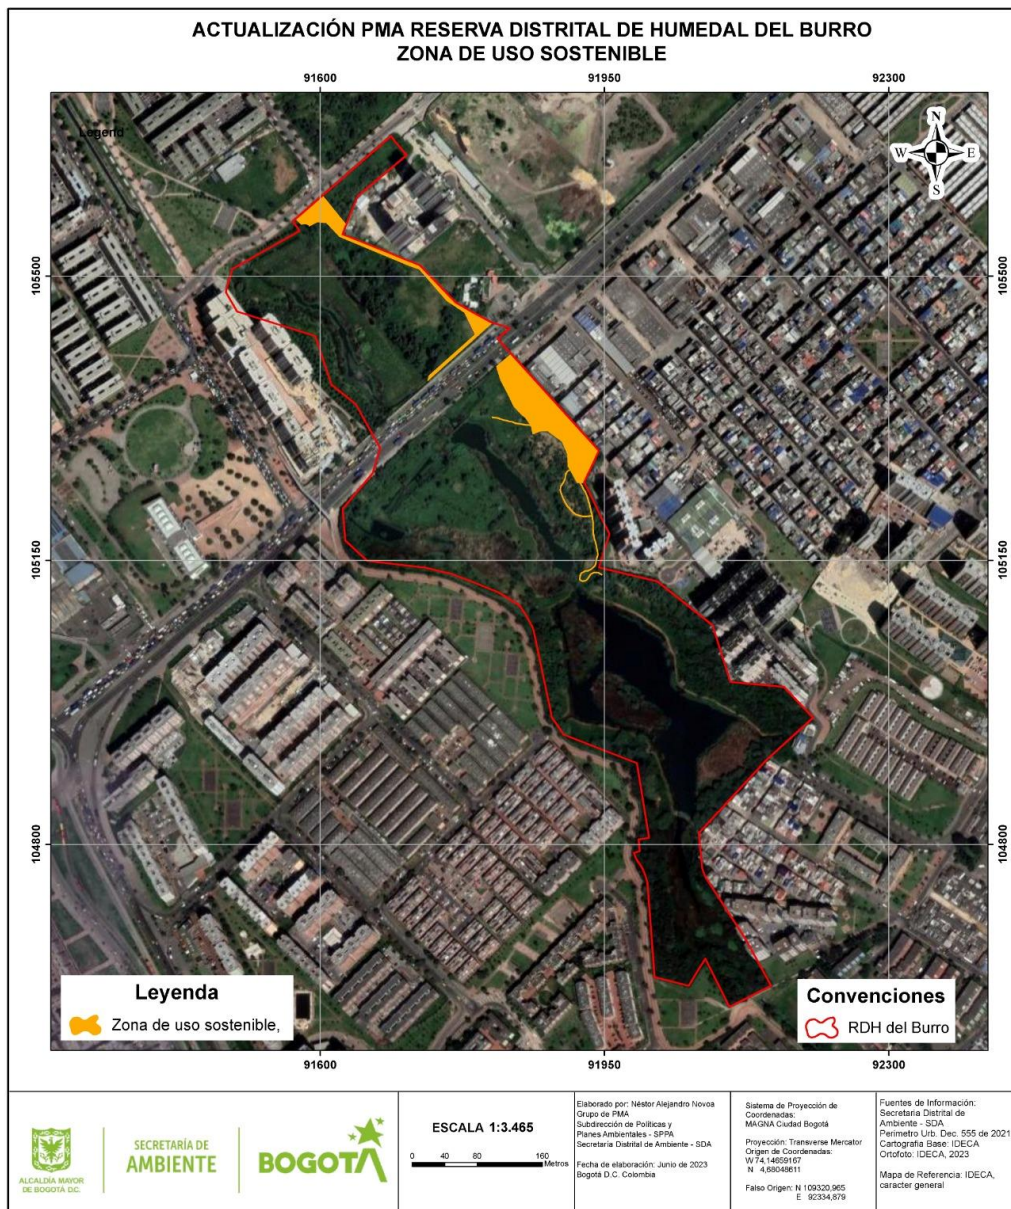 ACTUALIZACIÓN PMA RESERVA DISTRITAL DE HUMEDAL DEL BURRO
ZONA DE USO SOSTENIBLE
91600
91950
92300
Legend
N
W
E
S
105500
105500
105150
105150
104800
104800
Leyenda
Zona de uso sostenible,
Convenciones
RDH del Burro
91600
91950
92300
ALCALDÍA MAYOR
DE BOGOTÁ D.C.
SECRETARÍA DE
AMBIENTE
BOGOTÁ
ESCALA 1:3.465
0 40 80 160
Metros
Elaborado por: Néstor Alejandro Novoa
Grupo de PMA
Subdirección de Políticas y
Planes Ambientales - SPPA
Secretaria Distrital de Ambiente - SDA
Fecha de elaboración: Junio de 2023
Bogotá D.C. Colombia
Sistema de Proyección de
Coordenadas:
MAGNA Ciudad Bogotá
Proyección: Transverse Mercator
Origen de Coordenadas:
W 74,14659167
N 4,68048611
Falso Origen: N 109320,965
E 92334,879
Fuentes de Información:
Secretaria Distrital de
Ambiente - SDA
Perimetro Urb. Dec. 555 de 2021
Cartografía Base: IDECA
Ortofoto: IDECA, 2023
Mapa de Referencia: IDECA,
caracter general